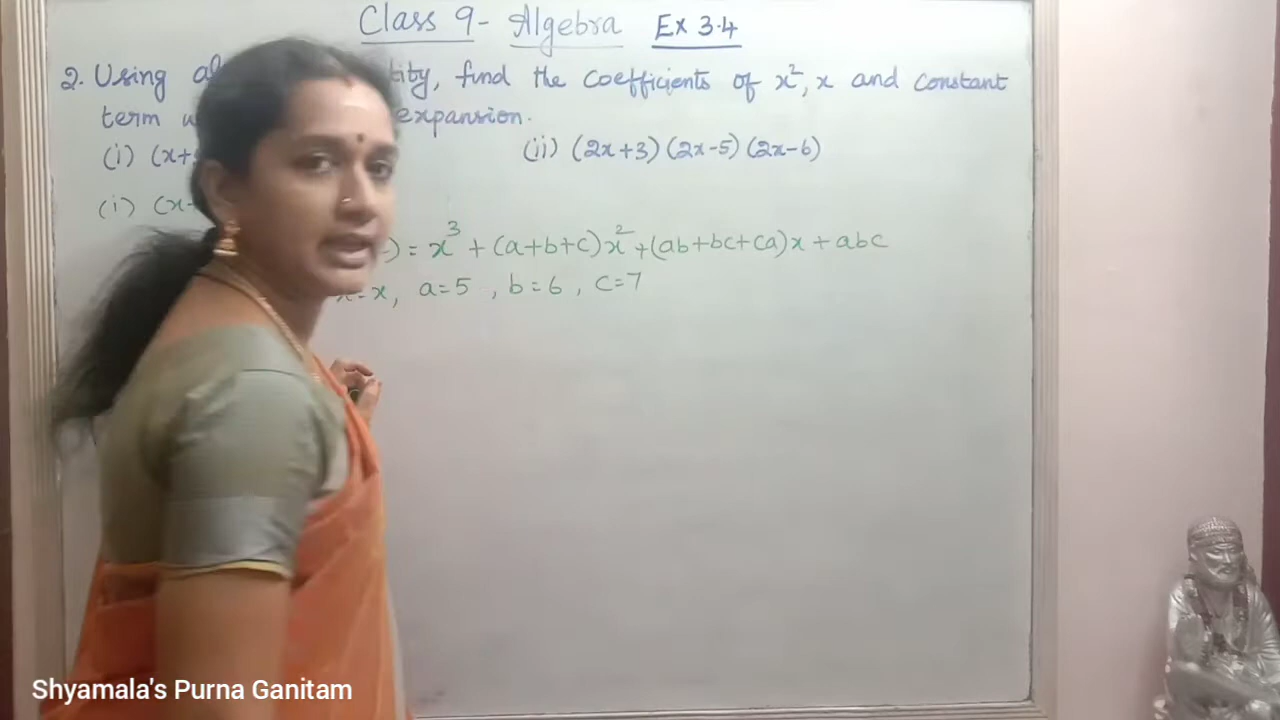 Class 9 - Algebra Ex 3.4
2. Using tity, find the coefficients of x², x and constant
term expansion.
(i) (x+ (ii) (2x+3)(2x-5)(2x-6)
(i) (x
) = x³ + (a+b+c)x² + (ab+bc+ca)x + abc
x=x, a=5 , b=6 , c=7
Shyamala's Purna Ganitam